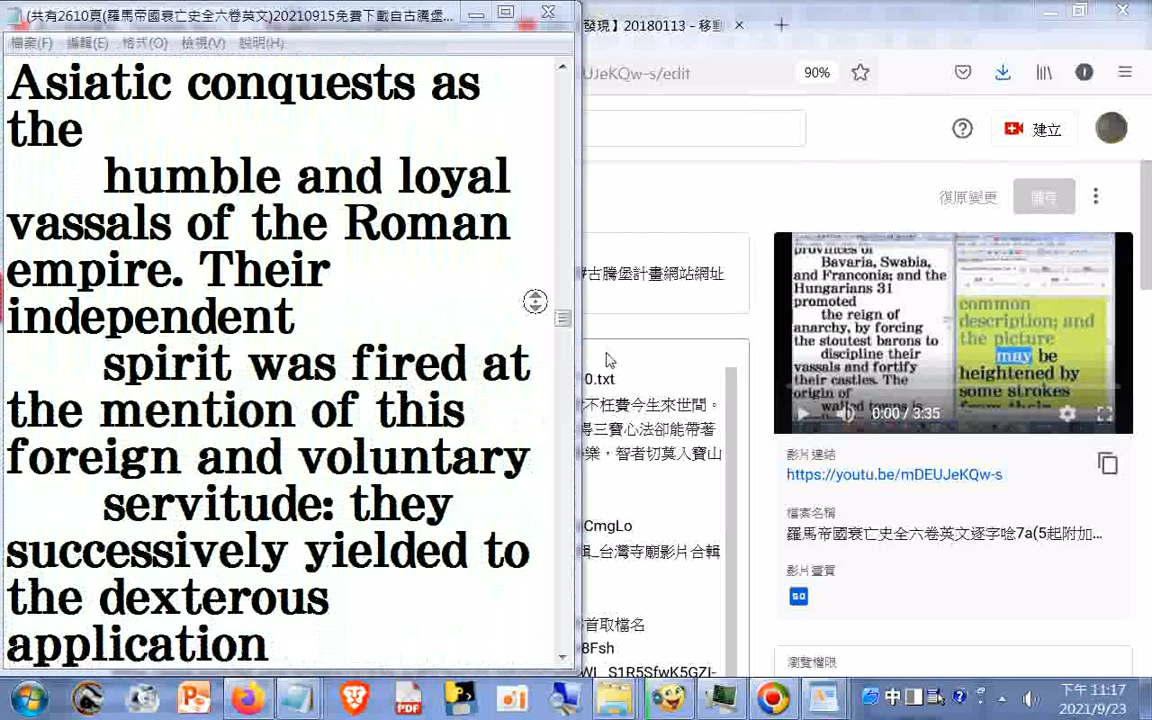 (共有2610頁(羅馬帝國衰亡史全六卷英文)20210915免費下載自古騰堡...
檔案(F) 編輯(E) 格式(O) 檢視(V) 說明(H)
Asiatic conquests as
the
humble and loyal
vassals of the Roman
empire. Their
independent
spirit was fired at
the mention of this
foreign and voluntary
servitude: they
successively yielded to
the dexterous
application
發現】20180113 - 移動
UJeKQw-s/edit
90%
建立
復原變更
儲存
#古騰堡計畫網站網址
0.txt
不枉費今生來世間。
得三寶心法卻能帶著
樂，智者切莫入寶山
CmgLo
輯_台灣寺廟影片合輯
首取檔名
8Fsh
WI_S1R5SfwK5GZI-
provinces of
Bavaria, Swabia,
and Franconia; and the
Hungarians 31
promoted
the reign of
anarchy, by forcing
the stoutest barons to
discipline their
vassals and fortify
their castles. The
origin of
walled towns is
common
description; and
the picture
may be
heightened by
some strokes
0:00 / 3:35
影片連結
https://youtu.be/mDEUJeKQw-s
檔案名稱
羅馬帝國衰亡史全六卷英文逐字唸7a(5起附加...
影片畫質
SD
瀏覽權限
PDF
中
下午 11:17
2021/9/23